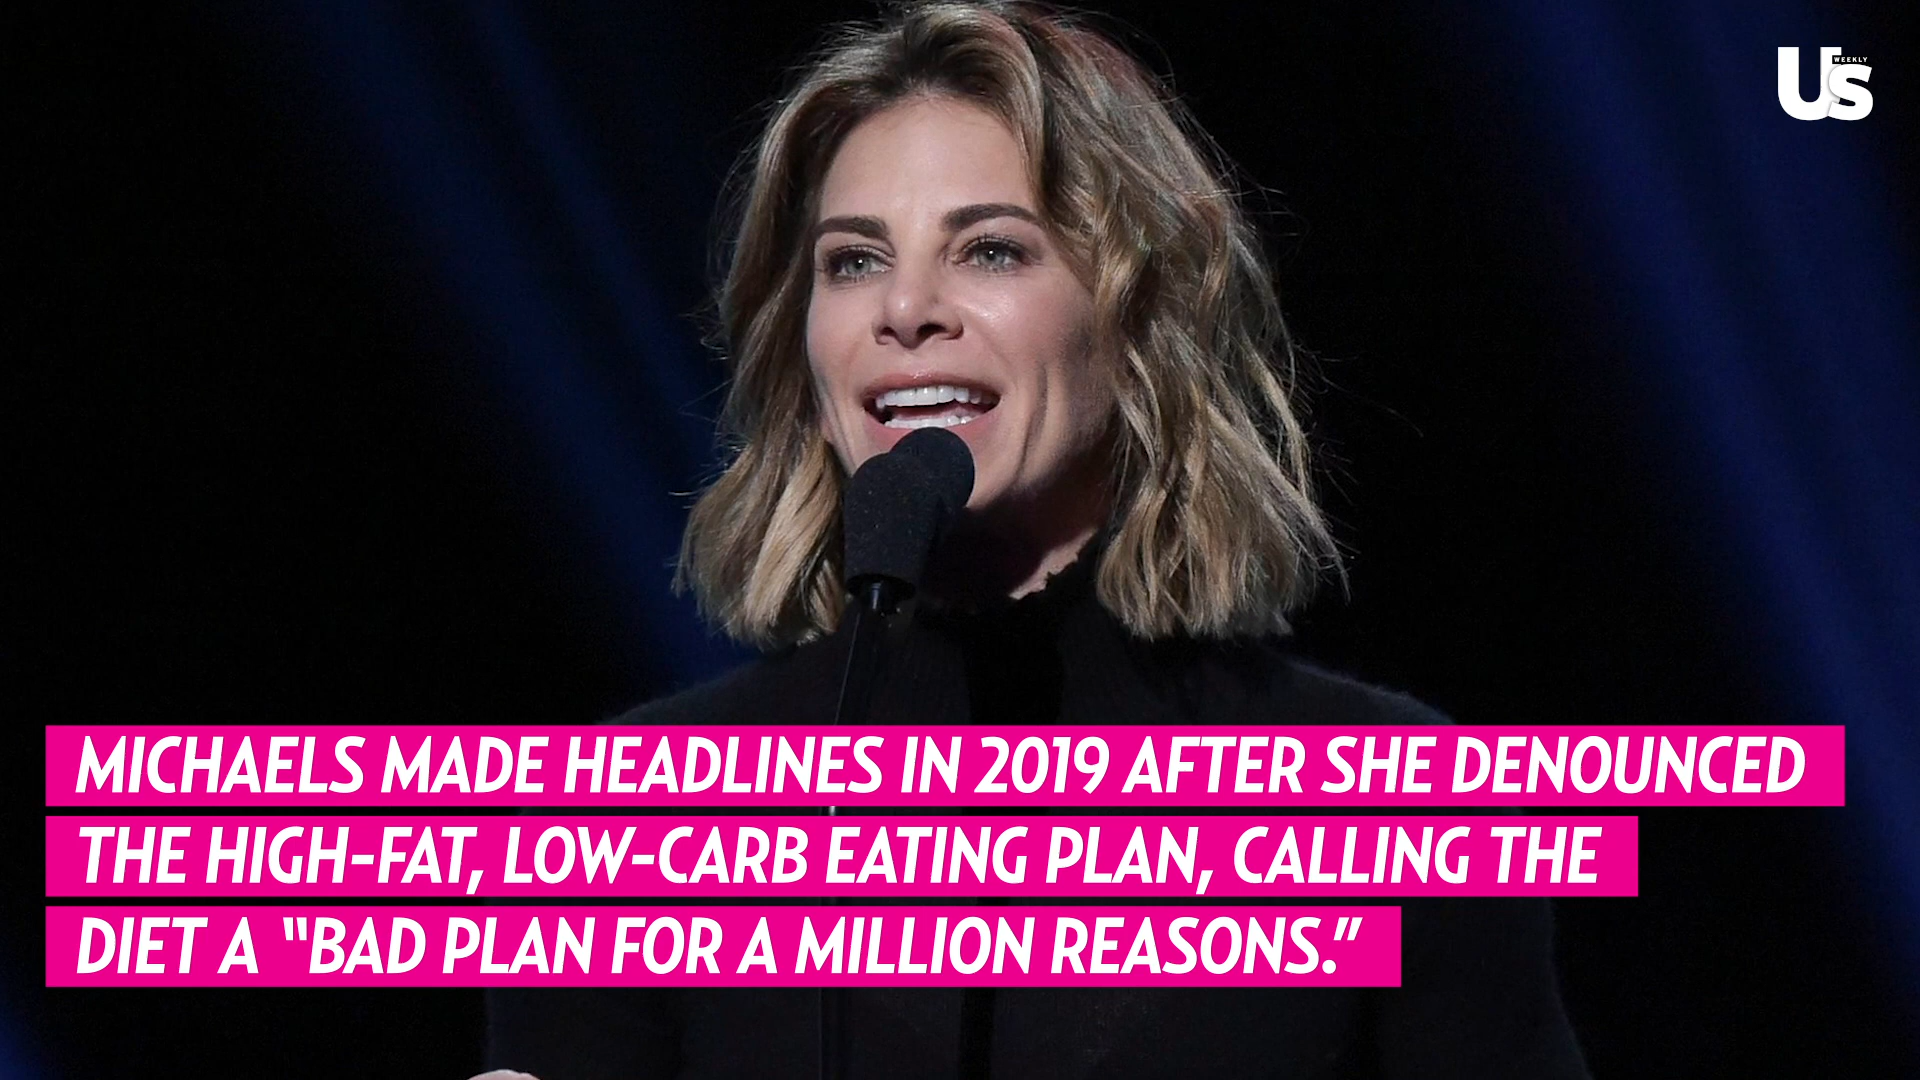 Us
WEEKLY
MICHAELS MADE HEADLINES IN 2019 AFTER SHE DENOUNCED
THE HIGH-FAT, LOW-CARB EATING PLAN, CALLING THE
DIET A “BAD PLAN FOR A MILLION REASONS.”